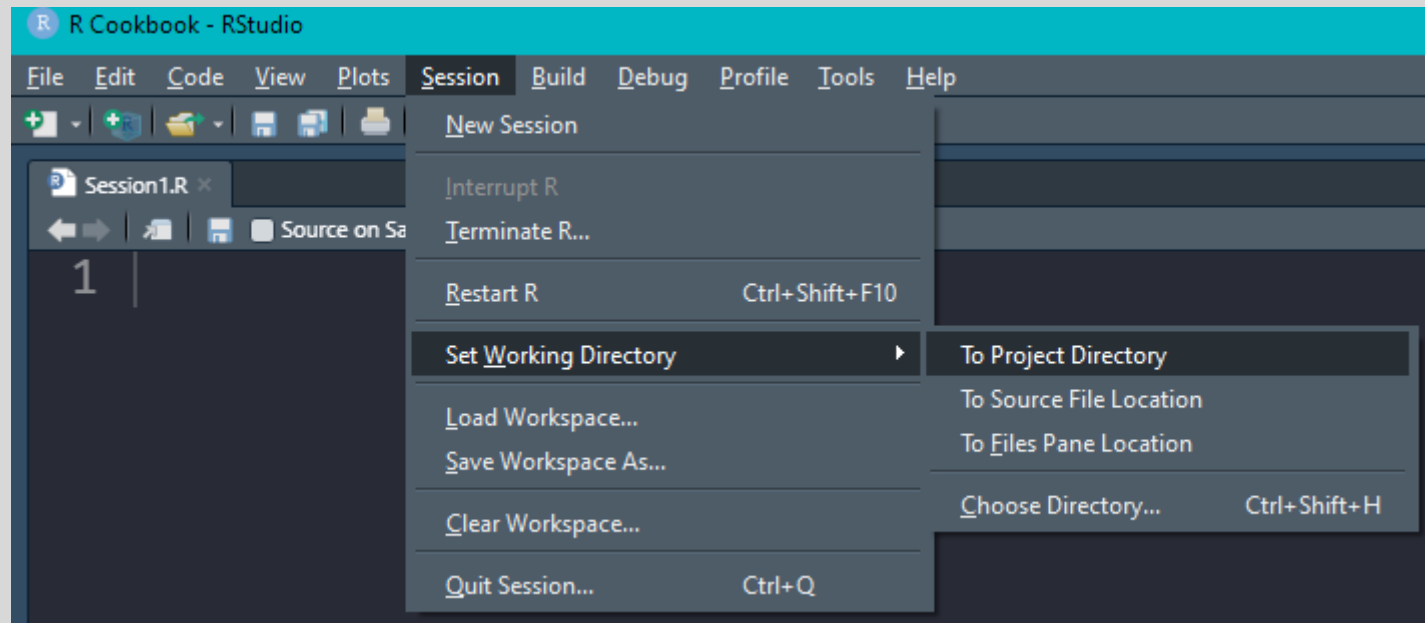 R R Cookbook - RStudio
File Edit Code View Plots Session Build Debug Profile Tools Help
New Session
Session1.R
Interrupt R
Source on Sa
Terminate R...
1
Restart R Ctrl+Shift+F10
Set Working Directory To Project Directory
To Source File Location
Load Workspace...
To Files Pane Location
Save Workspace As...
Choose Directory... Ctrl+Shift+H
Clear Workspace...
Quit Session... Ctrl+Q